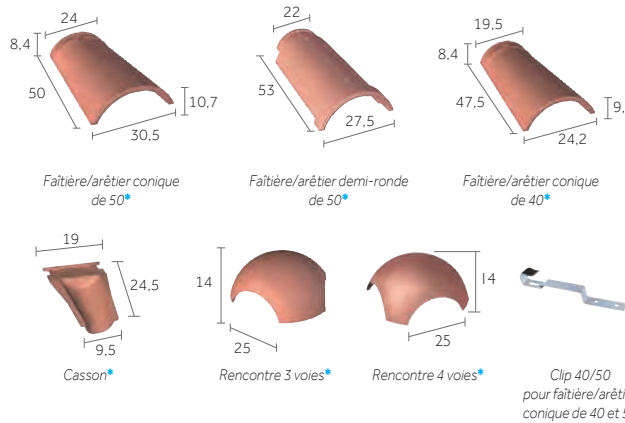 24
8,4
50
10,7
30,5
Faîtière/arêtier conique
de 50*
22
53
27,5
Faîtière/arêtier demi-ronde
de 50*
19,5
8,4
47,5
9,
24,2
Faîtière/arêtier conique
de 40*
19
24,5
9,5
Casson*
14
25
Rencontre 3 voies*
14
25
Rencontre 4 voies*
Clip 40/50
pour faîtière/arêti
conique de 40 et 5